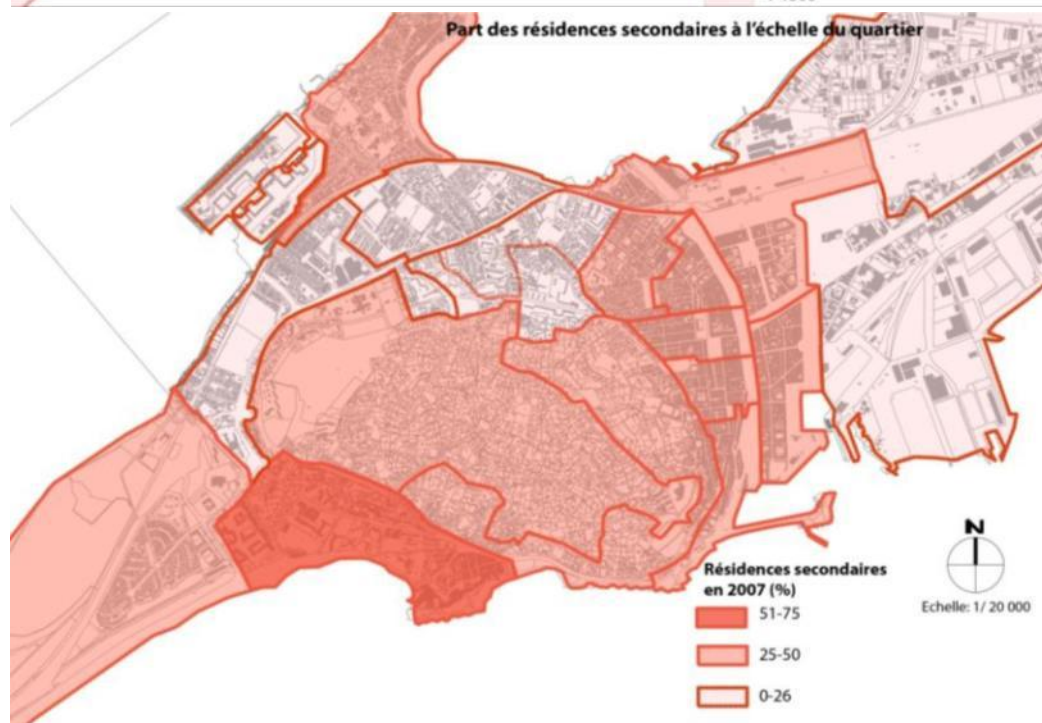 Part des résidences secondaires à l'échelle du quartier
N
Echelle: 1/ 20 000
Résidences secondaires
en 2007 (%)
51-75
25-50
0-26